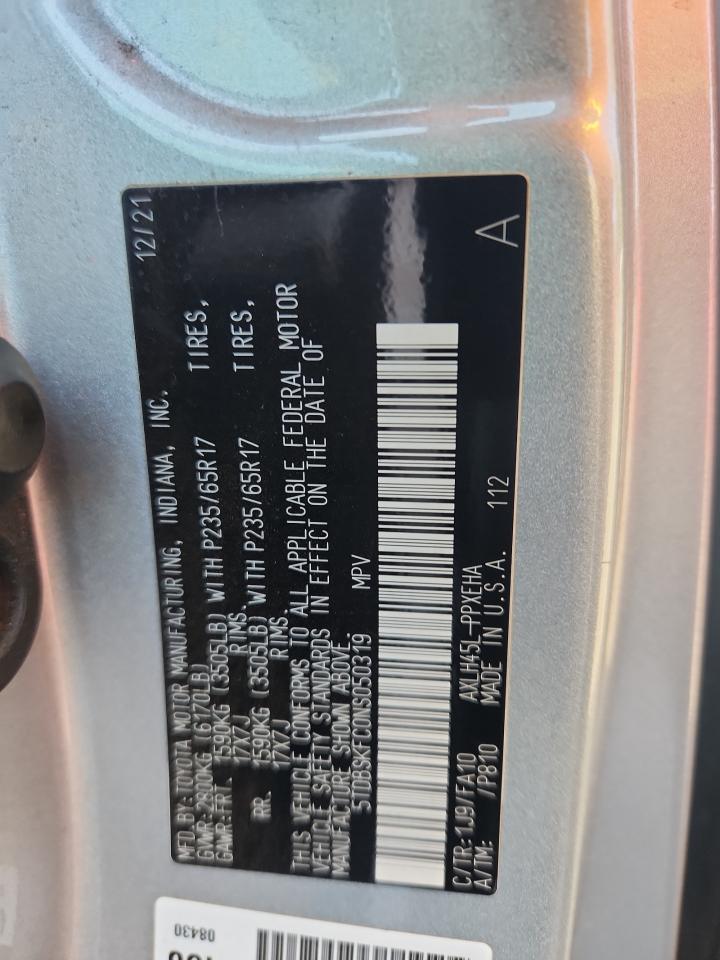 MFD BY:TOYOTA MOTOR MANUFACTURING, INDIANA, INC. 12/21
GVWR:2800KG (6170LB)
GAWR:FRT. 1590KG (3505LB) WITH P235/65R17 TIRES,
17X7J RIMS.
RR. 1590KG (3505LB) WITH P235/65R17 TIRES,
17X7J RIMS.
THIS VEHICLE CONFORMS TO ALL APPLICABLE FEDERAL MOTOR
VEHICLE SAFETY STANDARDS IN EFFECT ON THE DATE OF
MANUFACTURE SHOWN ABOVE.
5TDBSKFC0NS050319 MPV
C/TR:1J9/FA10 AXLH45L-PPXEHA
A/TM: /P810 MADE IN U.S.A. 112 A
08430